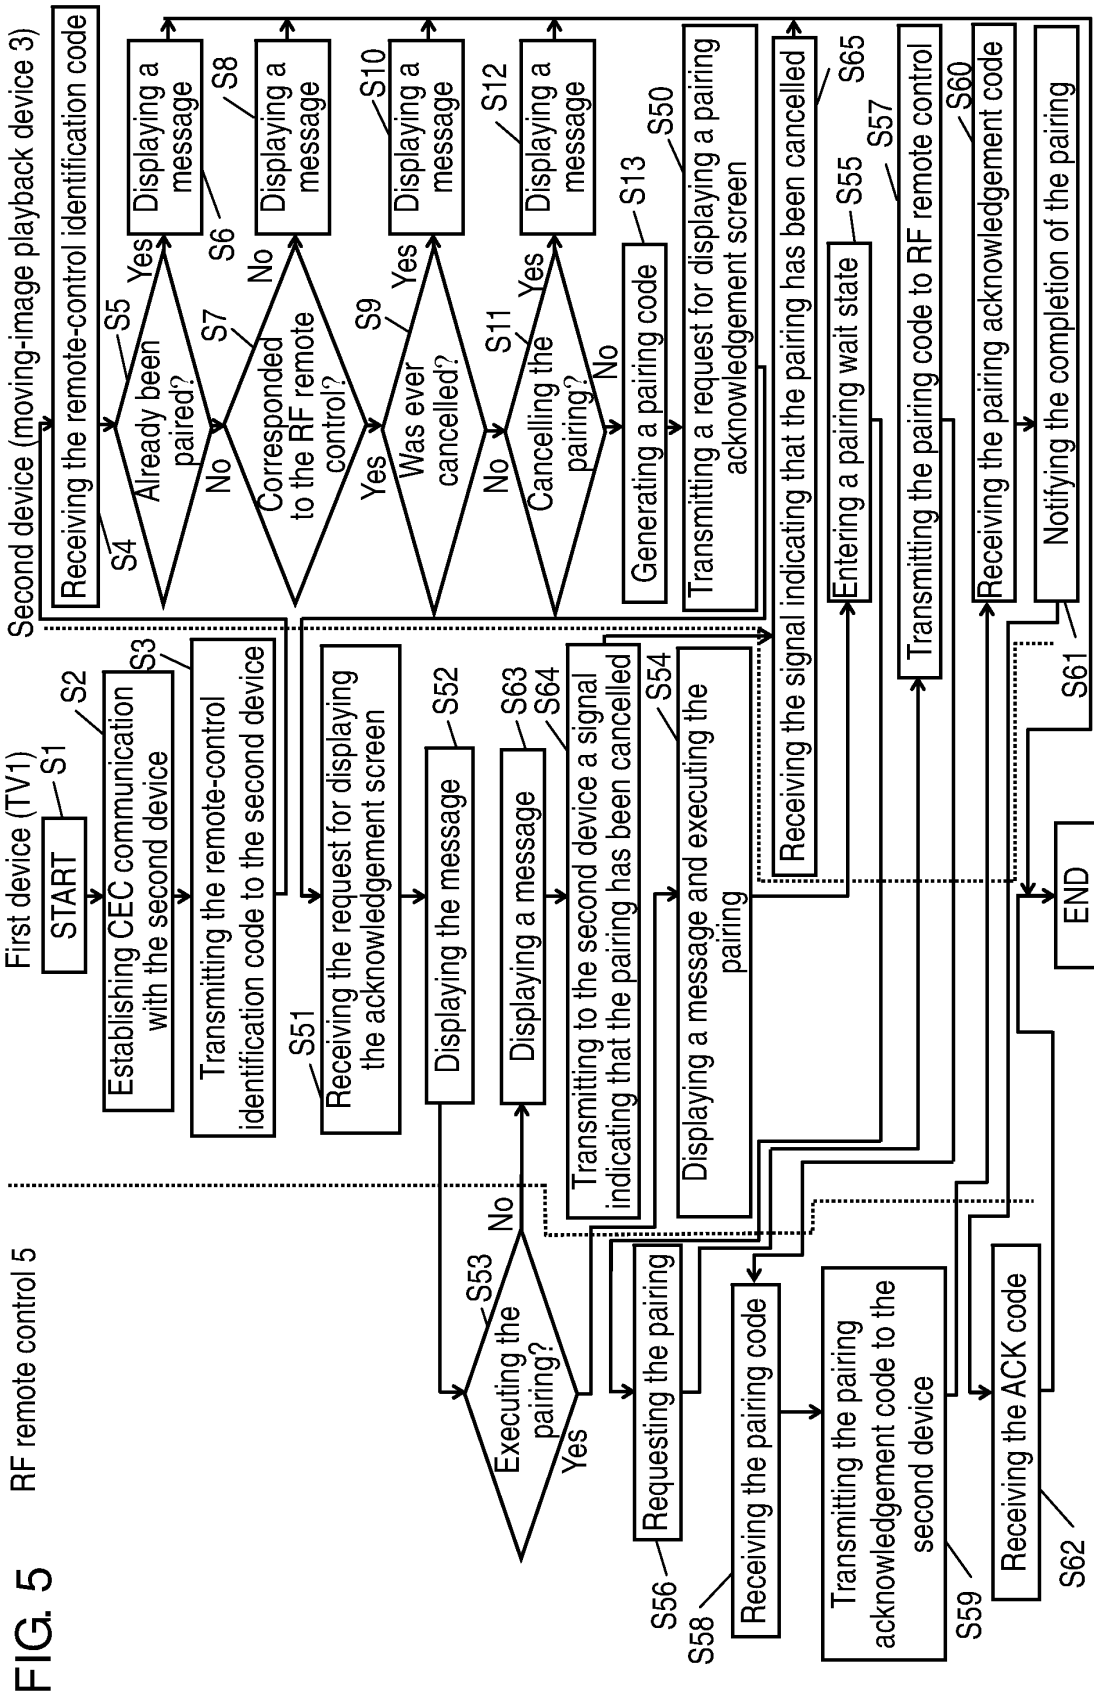 FIG. 5
RF remote control 5
First device (TV1)
Second device (moving-image playback device 3)
START
S1
Establishing CEC communication
with the second device
S2
Transmitting the remote-control
identification code to the second device
S3
Receiving the remote-control identification code
S4
Already been
paired?
S5
Yes
No
Displaying a
message
S6
Corresponded
to the RF remote
control?
S7
No
Yes
Displaying a
message
S8
Was ever
cancelled?
S9
Yes
No
Displaying a
message
S10
Cancelling the
pairing?
S11
Yes
No
Displaying a
message
S12
Generating a pairing code
S13
Transmitting a request for displaying a pairing
acknowledgement screen
S50
Receiving the request for displaying
the acknowledgement screen
S51
Displaying the message
S52
Executing the
pairing?
S53
No
Yes
Displaying a message
S63
Transmitting to the second device a signal
indicating that the pairing has been cancelled
S64
Receiving the signal indicating that the pairing has been cancelled
S65
Displaying a message and executing the
pairing
S54
Entering a pairing wait state
S55
Requesting the pairing
S56
Transmitting the pairing code to RF remote control
S57
Receiving the pairing code
S58
Transmitting the pairing
acknowledgement code to the
second device
S59
Receiving the pairing acknowledgement code
S60
Notifying the completion of the pairing
S61
Receiving the ACK code
S62
END